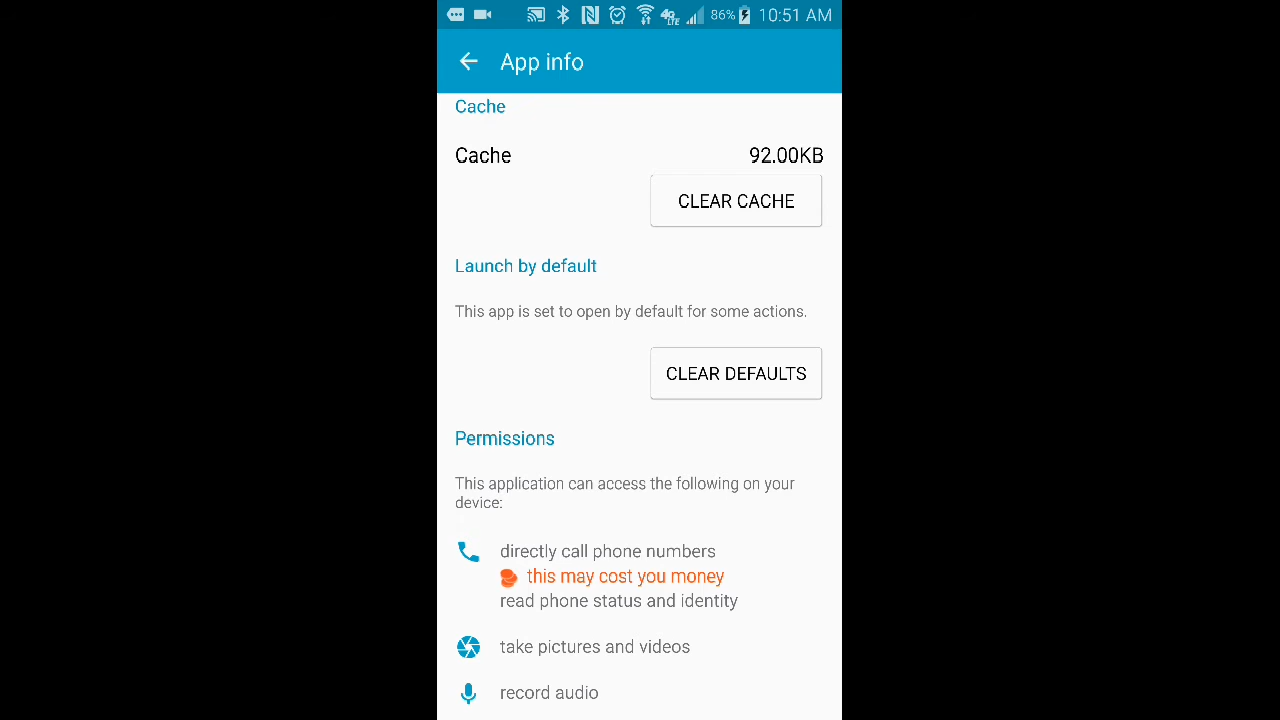 86% 10:51 AM
App info
Cache
Cache 92.00KB
CLEAR CACHE
Launch by default
This app is set to open by default for some actions.
CLEAR DEFAULTS
Permissions
This application can access the following on your
device:
directly call phone numbers
this may cost you money
read phone status and identity
take pictures and videos
record audio